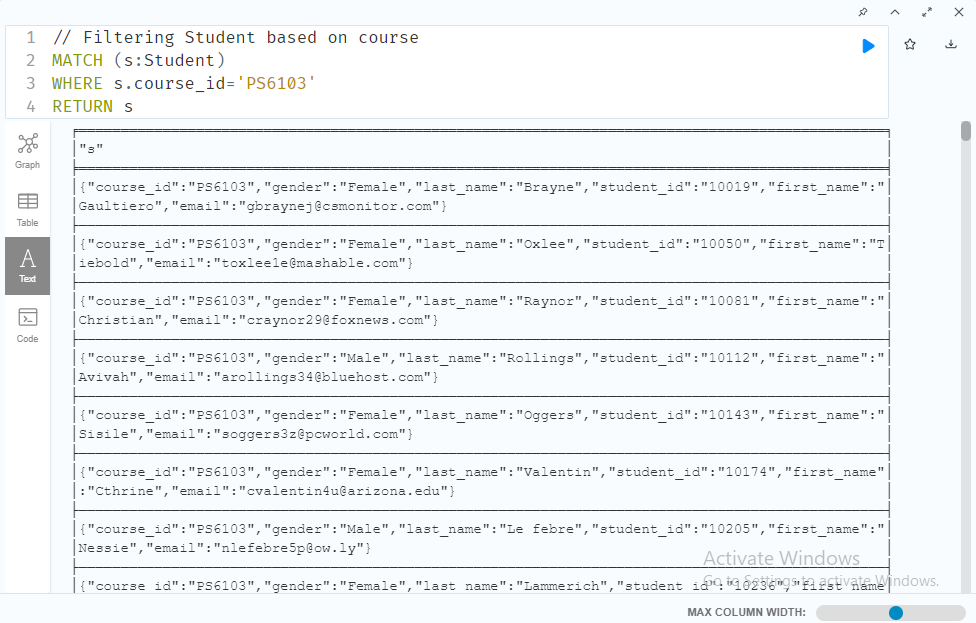 1 // Filtering Student based on course
2 MATCH (s:Student)
3 WHERE s.course_id='PS6103'
4 RETURN s
Graph
Table
Text
Code
"s"
{"course_id":"PS6103","gender":"Female","last_name":"Brayne","student_id":"10019","first_name":"
Gaultiero","email":"gbraynej@csmonitor.com"}
{"course_id":"PS6103","gender":"Female","last_name":"Oxlee","student_id":"10050","first_name":"T
iebold","email":"toxlee1e@mashable.com"}
{"course_id":"PS6103","gender":"Female","last_name":"Raynor","student_id":"10081","first_name":"
Christian","email":"craynor29@foxnews.com"}
{"course_id":"PS6103","gender":"Male","last_name":"Rollings","student_id":"10112","first_name":"
Avivah","email":"arollings34@bluehost.com"}
{"course_id":"PS6103","gender":"Female","last_name":"Oggers","student_id":"10143","first_name":"
Sisile","email":"soggers3z@pcworld.com"}
{"course_id":"PS6103","gender":"Female","last_name":"Valentin","student_id":"10174","first_name"
:"Cthrine","email":"cvalentin4u@arizona.edu"}
{"course_id":"PS6103","gender":"Male","last_name":"Le febre","student_id":"10205","first_name":"
Nessie","email":"nlefebre5p@ow.ly"}
{"course_id":"PS6103","gender":"Female","last_name":"Lammerich","student_id":"10236","first_name"
Activate Windows
Go to Settings to activate Windows.
MAX COLUMN WIDTH: